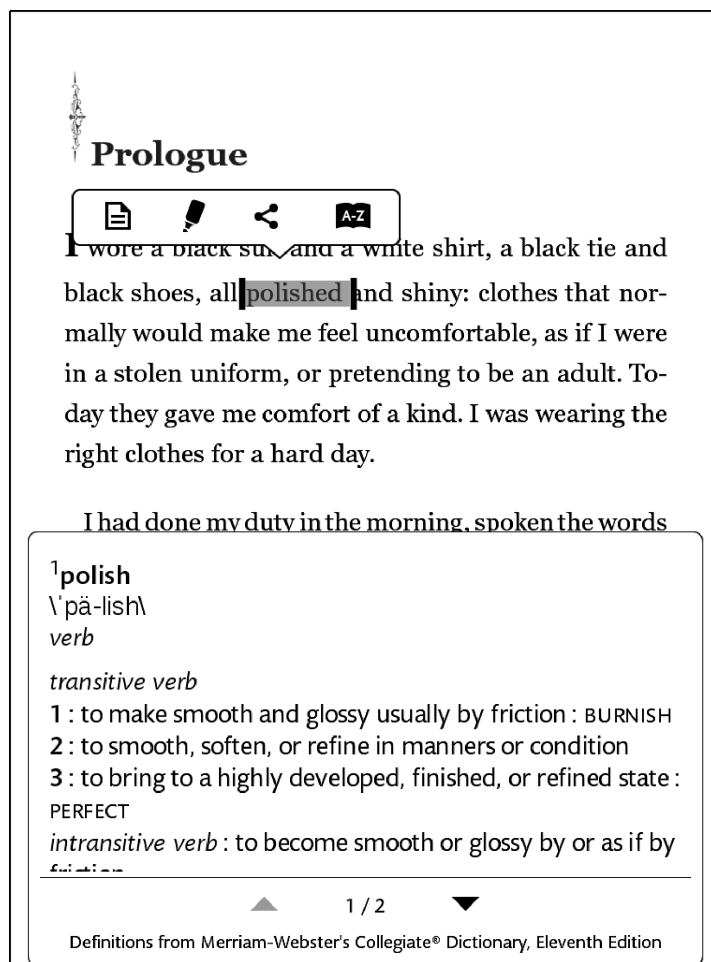 Prologue
A-Z
I wore a black suit and a white shirt, a black tie and
black shoes, all polished and shiny: clothes that nor-
mally would make me feel uncomfortable, as if I were
in a stolen uniform, or pretending to be an adult. To-
day they gave me comfort of a kind. I was wearing the
right clothes for a hard day.
I had done my duty in the morning, spoken the words
¹polish
\ˈpä-lish\
verb
transitive verb
1 : to make smooth and glossy usually by friction : BURNISH
2 : to smooth, soften, or refine in manners or condition
3 : to bring to a highly developed, finished, or refined state :
PERFECT
intransitive verb : to become smooth or glossy by or as if by
friction
1 / 2
Definitions from Merriam-Webster's Collegiate® Dictionary, Eleventh Edition